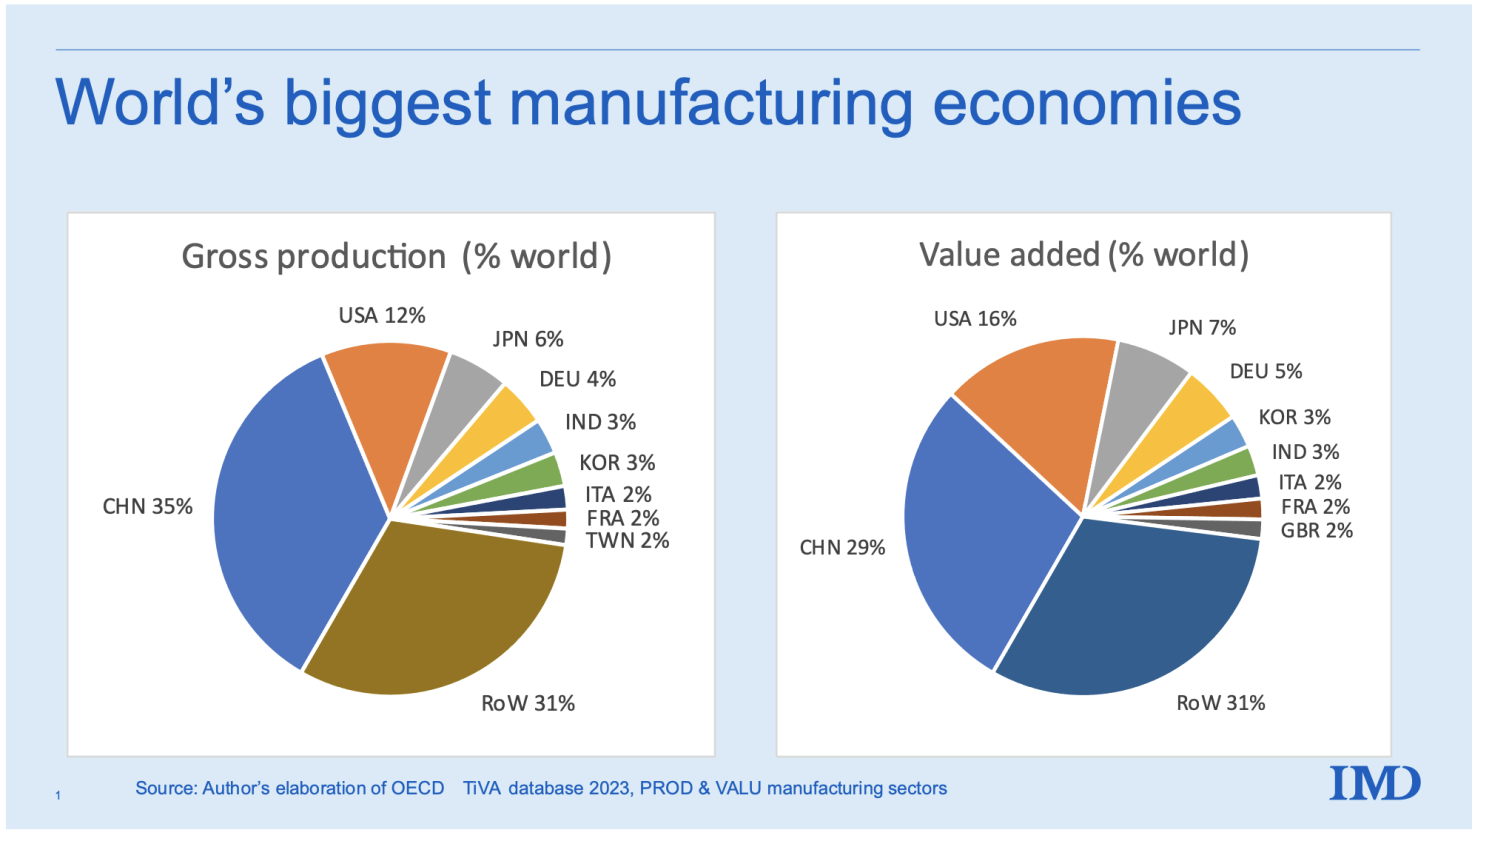 World’s biggest manufacturing economies
Gross production (% world)
USA 12%
JPN 6%
DEU 4%
IND 3%
KOR 3%
CHN 35%
ITA 2%
FRA 2%
TWN 2%
RoW 31%
Value added (% world)
USA 16%
JPN 7%
DEU 5%
KOR 3%
IND 3%
ITA 2%
FRA 2%
GBR 2%
CHN 29%
RoW 31%
1
Source: Author’s elaboration of OECD TiVA database 2023, PROD & VALU manufacturing sectors
IMD